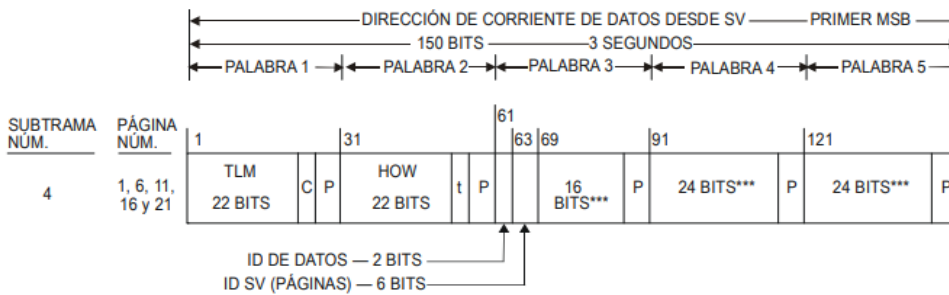 DIRECCIÓN DE CORRIENTE DE DATOS DESDE SV PRIMER MSB
150 BITS 3 SEGUNDOS
PALABRA 1 PALABRA 2 PALABRA 3 PALABRA 4 PALABRA 5
SUBTRAMA NÚM. PÁGINA NÚM. 1 31 61 63 69 91 121
4 1, 6, 11, 16 y 21
TLM 22 BITS C P HOW 22 BITS t P 16 BITS*** P 24 BITS*** P 24 BITS*** P
ID DE DATOS — 2 BITS
ID SV (PÁGINAS) — 6 BITS